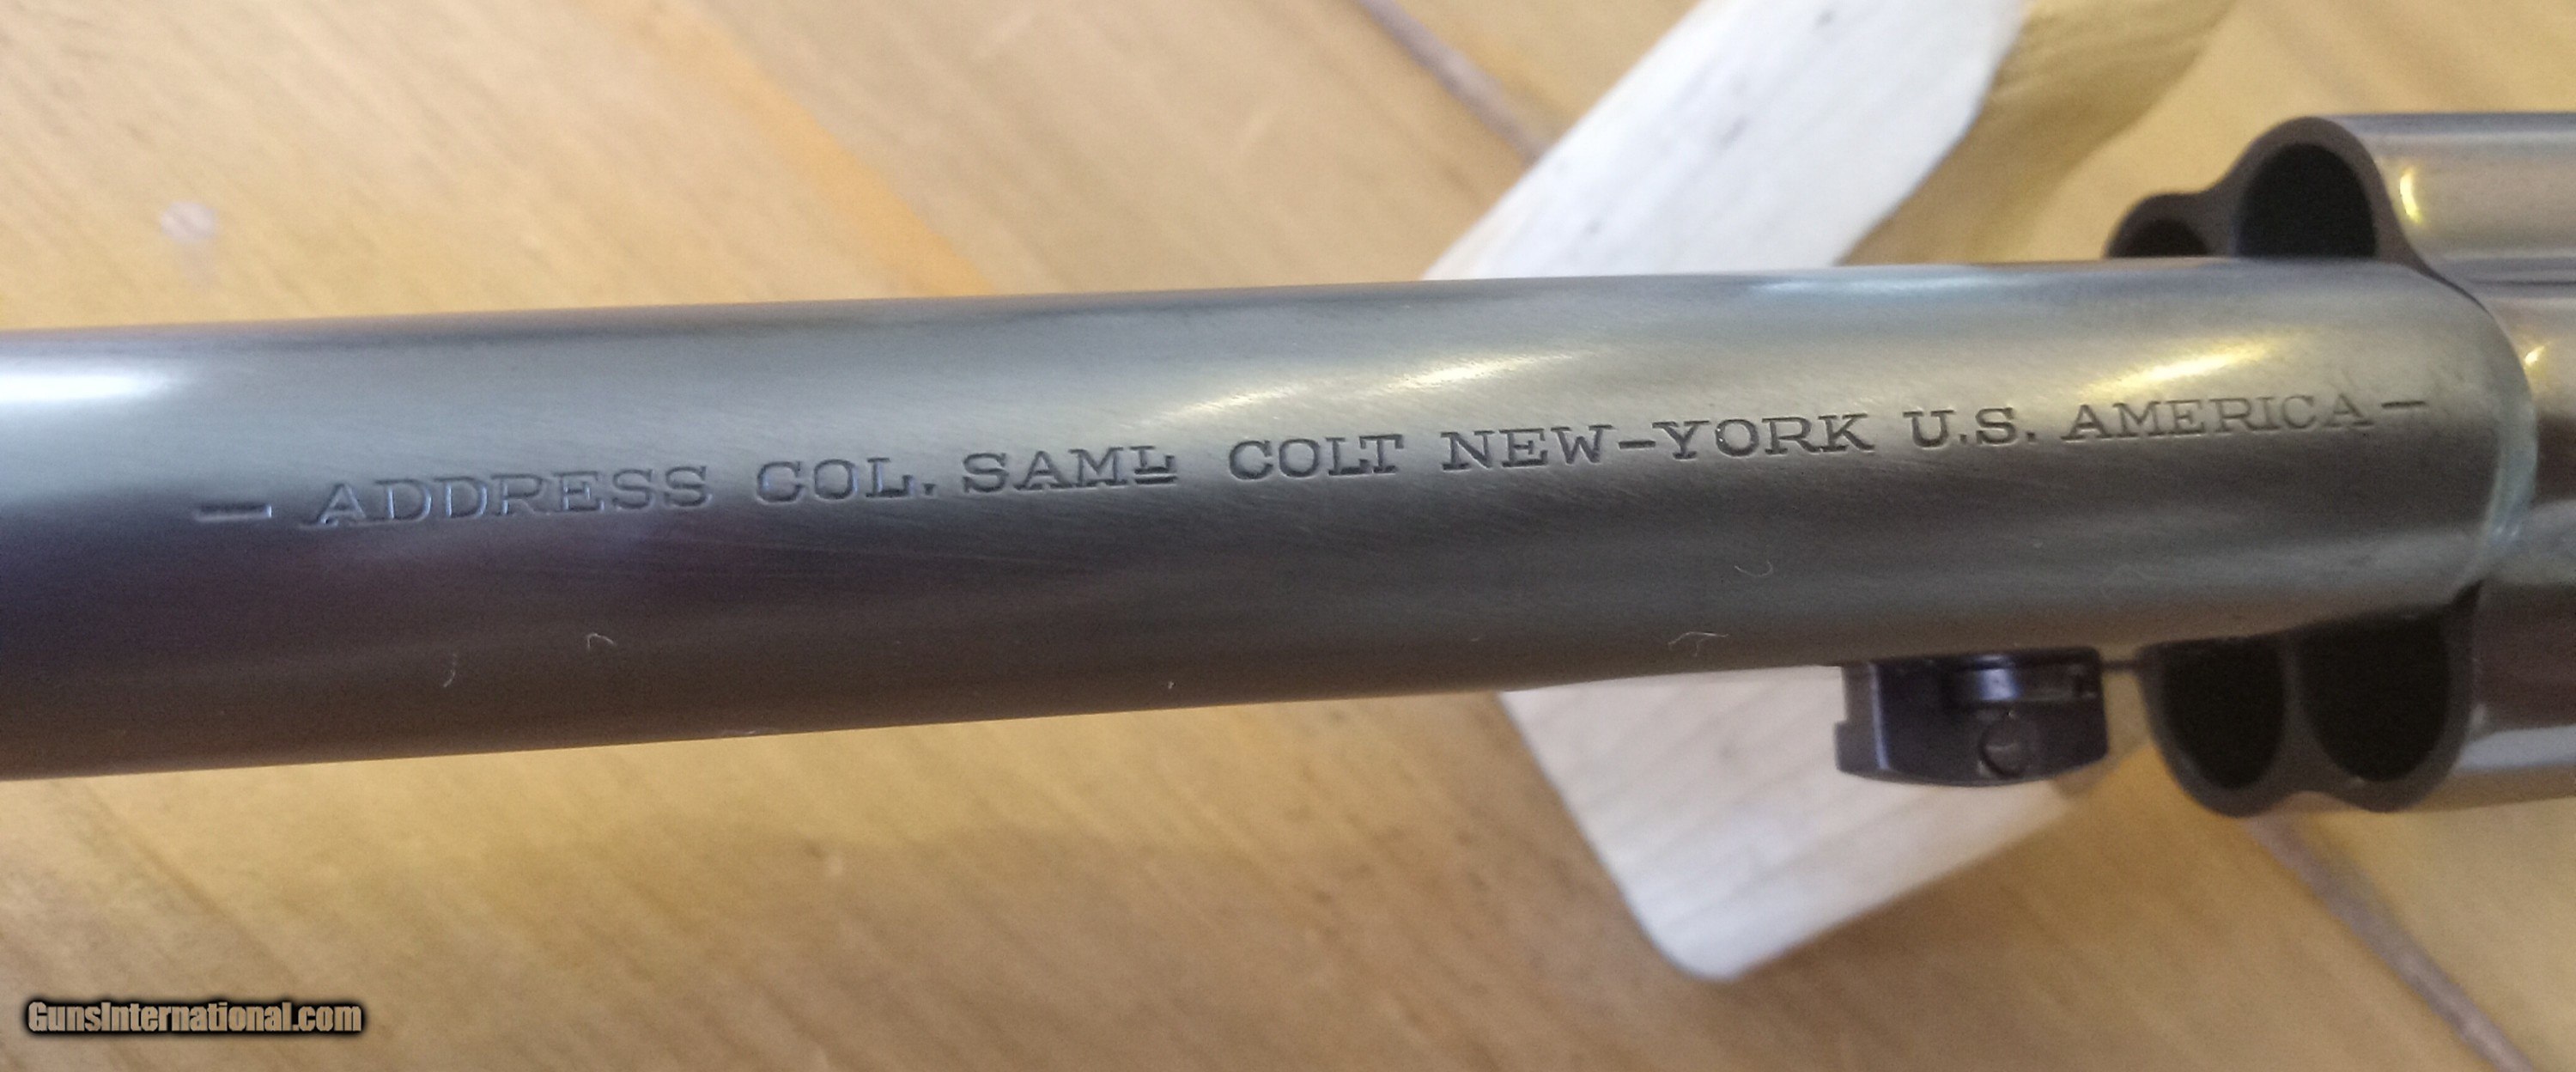 — ADDRESS COL. SAML COLT NEW-YORK U.S. AMERICA —
GunsInternational.com